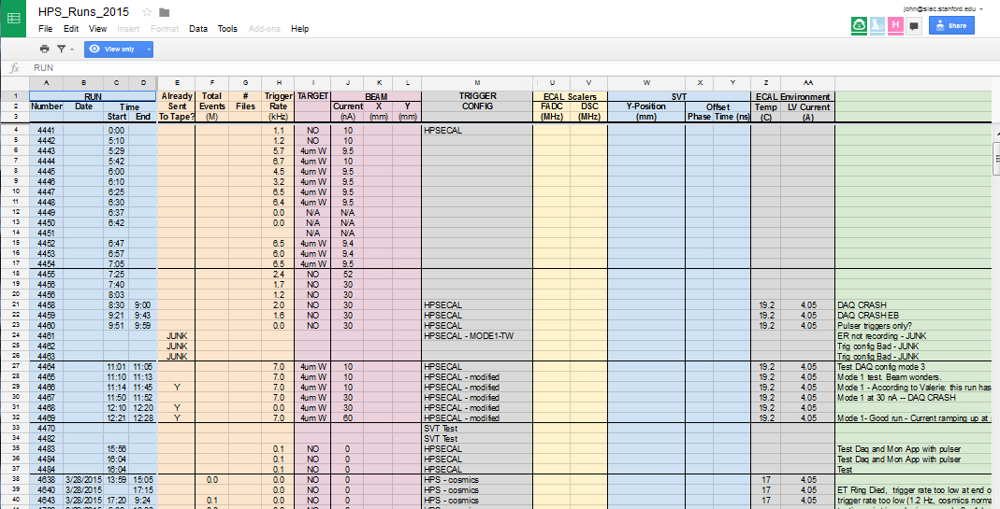 HPS_Runs_2015
john@slac.stanford.edu
File Edit View Insert Format Data Tools Add-ons Help
H Share
View only
fx RUN
A B C D E F G H I J K L M U V W X Y Z AA
1 RUN Already Total # Trigger TARGET BEAM TRIGGER ECAL Scalers SVT ECAL Environment
2 Number Date Time Sent Events Files Rate Current X Y CONFIG FADC DSC Y-Position Offset Temp LV Current
3 Start End To Tape? (M) (kHz) (nA) (mm) (mm) (MHz) (MHz) (mm) Phase Time (ns) (C) (A)
4 4441 0:00 1.1 NO 10 HPSECAL
5 4442 5:10 1.2 NO 10
6 4443 5:29 5.7 4um W 9.5
7 4444 5:42 6.7 4um W 10
8 4445 6:00 4.5 4um W 9.5
9 4446 6:10 3.2 4um W 9.5
10 4447 6:25 6.5 4um W 9.5
11 4448 6:30 6.4 4um W 9.5
12 4449 6:37 0.0 N/A N/A
13 4450 6:42 0.0 N/A N/A
14 4451 N/A N/A
15 4452 6:47 6.5 4um W 9.4
16 4453 6:57 6.0 4um W 9.4
17 4454 7:05 6.5 4um W 9.5
18 4455 7:25 2.4 NO 52
19 4456 7:40 1.7 NO 30
20 4456 8:03 1.2 NO 30
21 4458 8:30 9:00 2.0 NO 30 HPSECAL 19.2 4.05 DAQ CRASH
22 4459 9:21 9:43 1.6 NO 30 HPSECAL 19.2 4.05 DAQ CRASH EB
23 4460 9:51 9:59 0.0 NO 30 HPSECAL 19.2 4.05 Pulser triggers only?
24 4461 JUNK HPSECAL - MODE1-TW ER not recording - JUNK
25 4462 JUNK Trig config Bad - JUNK
26 4463 JUNK Trig config Bad - JUNK
27 4464 11:01 11:05 7.0 4um W 10 HPSECAL 19.2 4.05 Test DAQ config mode 3
28 4465 11:10 11:13 7.0 4um W 10 HPSECAL - modified 19.2 4.05 Mode 1 test. Beam wonders.
29 4466 11:14 11:45 Y 7.0 4um W 10 HPSECAL - modified 19.2 4.05 Mode 1 - According to Valerie: this run has
30 4467 11:50 11:52 7.0 4um W 30 HPSECAL - modified 19.2 4.05 Mode 1 at 30 nA -- DAQ CRASH
31 4468 12:10 12:20 Y 0.0 4um W 30 HPSECAL - modified 19.2 4.05
32 4469 12:21 12:28 Y 7.0 4um W 60 HPSECAL - modified 19.2 4.05 Mode 1- Good run - Current ramping up at
33 4470 SVT Test
34 4482 SVT Test
35 4483 15:56 0.1 NO 0 HPSECAL Test Daq and Mon App with pulser
36 4484 16:04 0.1 NO 0 HPSECAL Test Daq and Mon App with pulser
37 4484 16:04 0.1 NO 0 HPSECAL Test
38 4638 3/28/2015 13:59 15:05 0.0 0.0 NO 0 HPS - cosmics 17 4.05
39 4640 3/28/2015 17:15 0.0 NO 0 HPS - cosmics 17 4.05 ET Ring Died, trigger rate too low at end o
40 4643 3/28/2015 17:20 9:24 0.1 0.0 NO 0 HPS - cosmics 17 4.05 trigger rate too low (1.2 Hz, cosmics norma